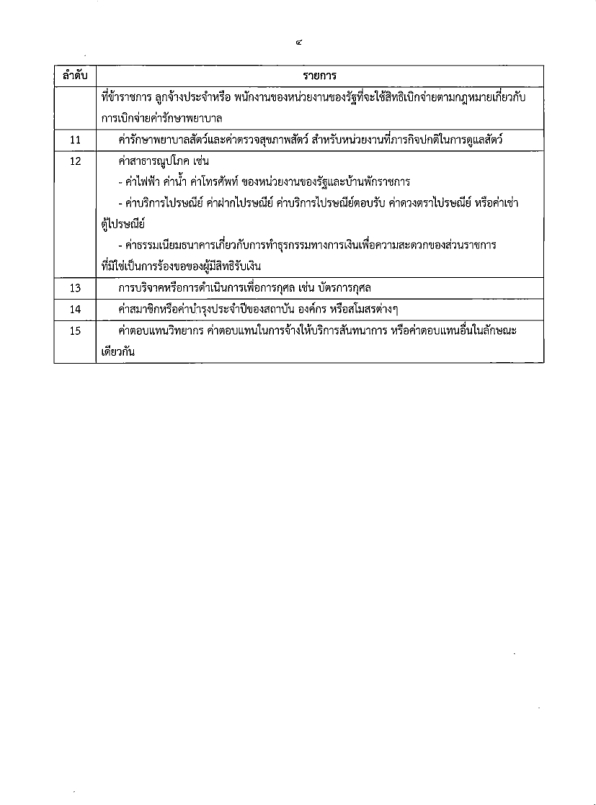 ๔
ลำดับ รายการ
ที่ข้าราชการ ลูกจ้างประจำหรือ พนักงานของหน่วยงานของรัฐที่จะใช้สิทธิเบิกจ่ายตามกฎหมายเกี่ยวกับ
การเบิกจ่ายค่ารักษาพยาบาล
11 ค่ารักษาพยาบาลสัตว์และค่าตรวจสุขภาพสัตว์ สำหรับหน่วยงานที่ภารกิจปกติในการดูแลสัตว์
12 ค่าสาธารณูปโภค เช่น
- ค่าไฟฟ้า ค่าน้ำ ค่าโทรศัพท์ ของหน่วยงานของรัฐและบ้านพักราชการ
- ค่าบริการไปรษณีย์ ค่าฝากไปรษณีย์ ค่าบริการไปรษณีย์ตอบรับ ค่าดวงตราไปรษณีย์ หรือค่าเช่า
ตู้ไปรษณีย์
- ค่าธรรมเนียมธนาคารเกี่ยวกับการทำธุรกรรมทางการเงินเพื่อความสะดวกของส่วนราชการ
ที่มิใช่เป็นการร้องขอของผู้มีสิทธิรับเงิน
13 การบริจาคหรือการดำเนินการเพื่อการกุศล เช่น บัตรการกุศล
14 ค่าสมาชิกหรือค่าบำรุงประจำปีของสถาบัน องค์กร หรือสโมสรต่างๆ
15 ค่าตอบแทนวิทยากร ค่าตอบแทนในการจ้างให้บริการสันทนาการ หรือค่าตอบแทนอื่นในลักษณะ
เดียวกัน